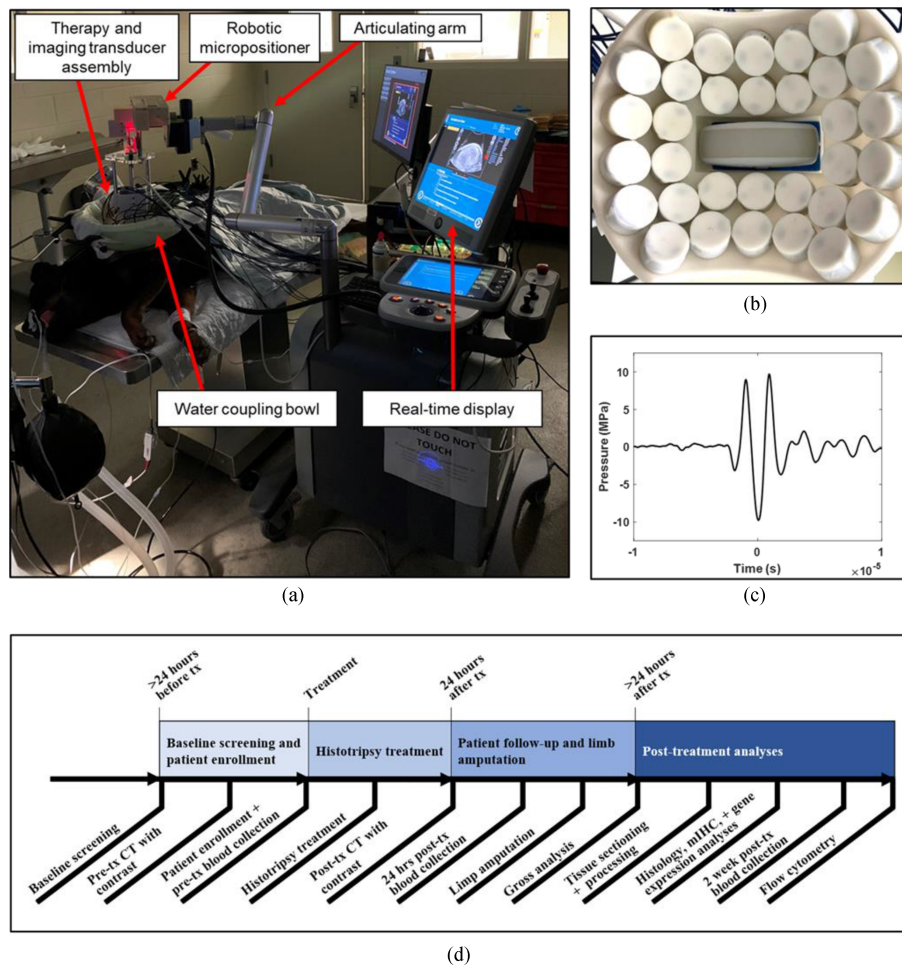 Therapy and
imaging transducer
assembly
Robotic
micropositioner
Articulating arm
Water coupling bowl
Real-time display
ASE DO NOT
TOUCH
(a)
(b)
10
5
0
-5
-10
Pressure (MPa)
-1
0
1
Time (s)
×10⁻⁵
(c)
>24 hours
before tx
Treatment
24 hours
after tx
>24 hours
after tx
Baseline screening and
patient enrollment
Histotripsy treatment
Patient follow-up and limb
amputation
Post-treatment analyses
Baseline screening
Pre-tx CT with
contrast
Patient enrollment +
pre-tx blood collection
Histotripsy treatment
Post-tx CT with
contrast
24 hrs post-tx
blood collection
Limp amputation
Gross analysis
Tissue sectioning
+ processing
Histology, mIHC, + gene
expression analyses
2 week post-tx
blood collection
Flow cytometry
(d)